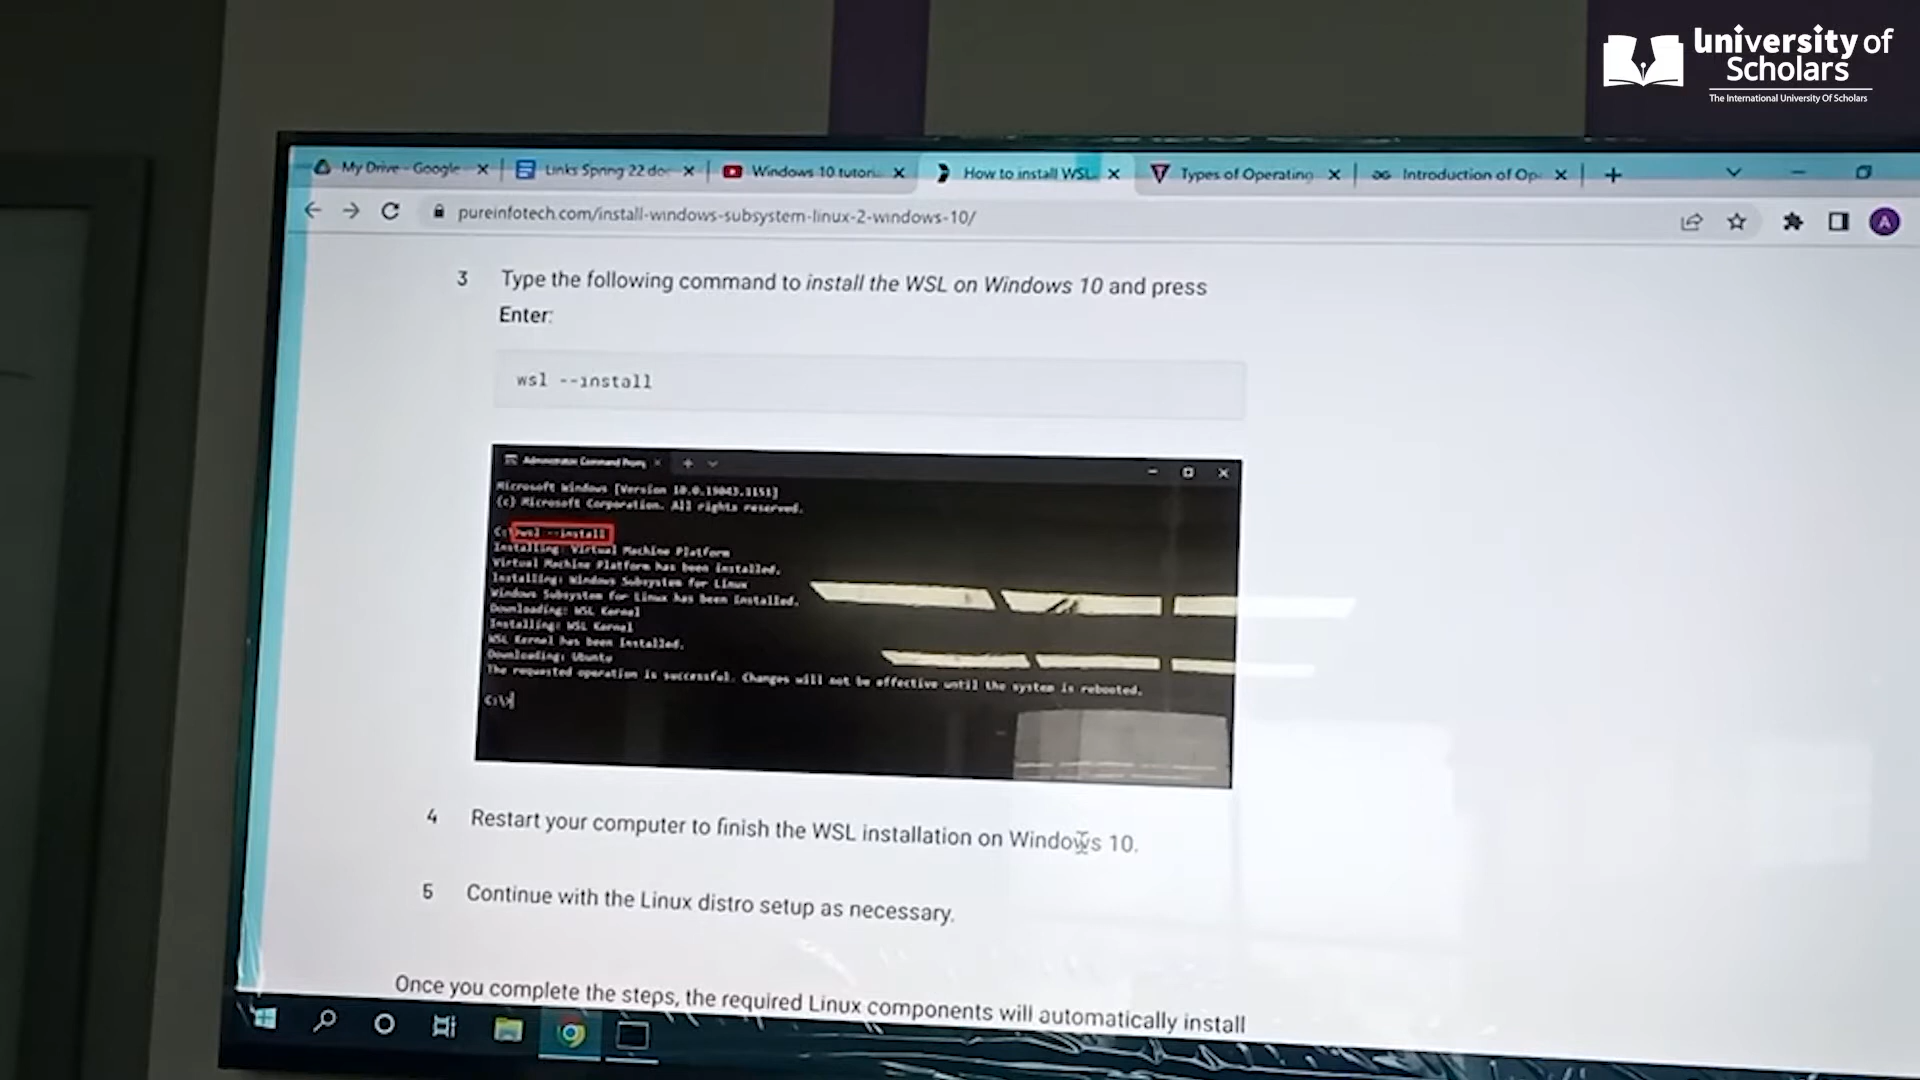 University of
Scholars
The International University Of Scholars
My Drive - Google
Links Spring 22 doc
Windows 10 tutori
How to install WSL
Types of Operating
Introduction of Op
pureinfotech.com/install-windows-subsystem-linux-2-windows-10/
A
3 Type the following command to install the WSL on Windows 10 and press
Enter:
wsl --install
Administrator Command Promp
Microsoft Windows [Version 10.0.19043.1151]
(c) Microsoft Corporation. All rights reserved.
C:\>wsl --install
Installing: Virtual Machine Platform
Virtual Machine Platform has been installed.
Installing: Windows Subsystem for Linux
Windows Subsystem for Linux has been installed.
Downloading: WSL Kernel
Installing: WSL Kernel
WSL Kernel has been installed.
Downloading: Ubuntu
The requested operation is successful. Changes will not be effective until the system is rebooted.
C:\>
4 Restart your computer to finish the WSL installation on Windows 10.
5 Continue with the Linux distro setup as necessary.
Once you complete the steps, the required Linux components will automatically install